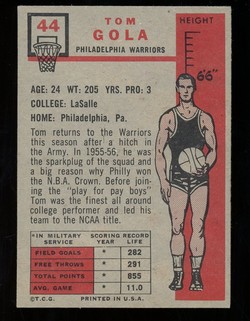 44
TOM
GOLA
PHILADELPHIA WARRIORS
HEIGHT
6'6"
AGE: 24 WT: 205 YRS. PRO: 3
COLLEGE: LaSalle
HOME: Philadelphia, Pa.
Tom returns to the Warriors
this season after a hitch in
the Army. In 1955-56, he
was the sparkplug of the squad and
a big reason why Philly won
the N.B.A. Crown. Before joining
the "play for pay boys"
Tom was the finest all around
college performer and led his
team to the NCAA title.
*IN MILITARY SERVICE SCORING YEAR RECORD LIFE
FIELD GOALS * 282
FREE THROWS * 291
TOTAL POINTS * 855
AVG. GAME * 11.0
©T.C.G. PRINTED IN U.S.A.